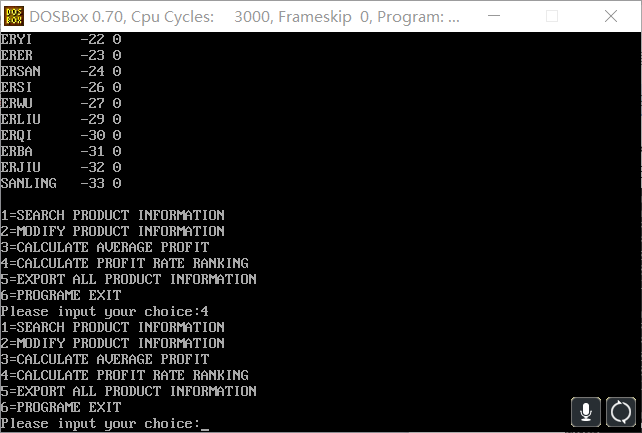 DOS
BOX
DOSBox 0.70, Cpu Cycles: 3000, Frameskip 0, Program: ...
ERYI -22 0
ERER -23 0
ERSAN -24 0
ERSI -26 0
ERWU -27 0
ERLIU -29 0
ERQI -30 0
ERBA -31 0
ERJIU -32 0
SANLING -33 0
1=SEARCH PRODUCT INFORMATION
2=MODIFY PRODUCT INFORMATION
3=CALCULATE AVERAGE PROFIT
4=CALCULATE PROFIT RATE RANKING
5=EXPORT ALL PRODUCT INFORMATION
6=PROGRAME EXIT
Please input your choice:4
1=SEARCH PRODUCT INFORMATION
2=MODIFY PRODUCT INFORMATION
3=CALCULATE AVERAGE PROFIT
4=CALCULATE PROFIT RATE RANKING
5=EXPORT ALL PRODUCT INFORMATION
6=PROGRAME EXIT
Please input your choice:_